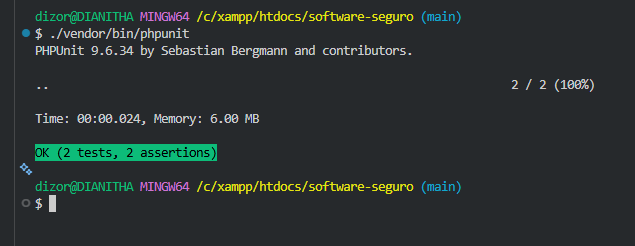 dizor@DIANITHA MINGW64 /c/xampp/htdocs/software-seguro (main)
$ ./vendor/bin/phpunit
PHPUnit 9.6.34 by Sebastian Bergmann and contributors.
.. 2 / 2 (100%)
Time: 00:00.024, Memory: 6.00 MB
OK (2 tests, 2 assertions)
dizor@DIANITHA MINGW64 /c/xampp/htdocs/software-seguro (main)
$